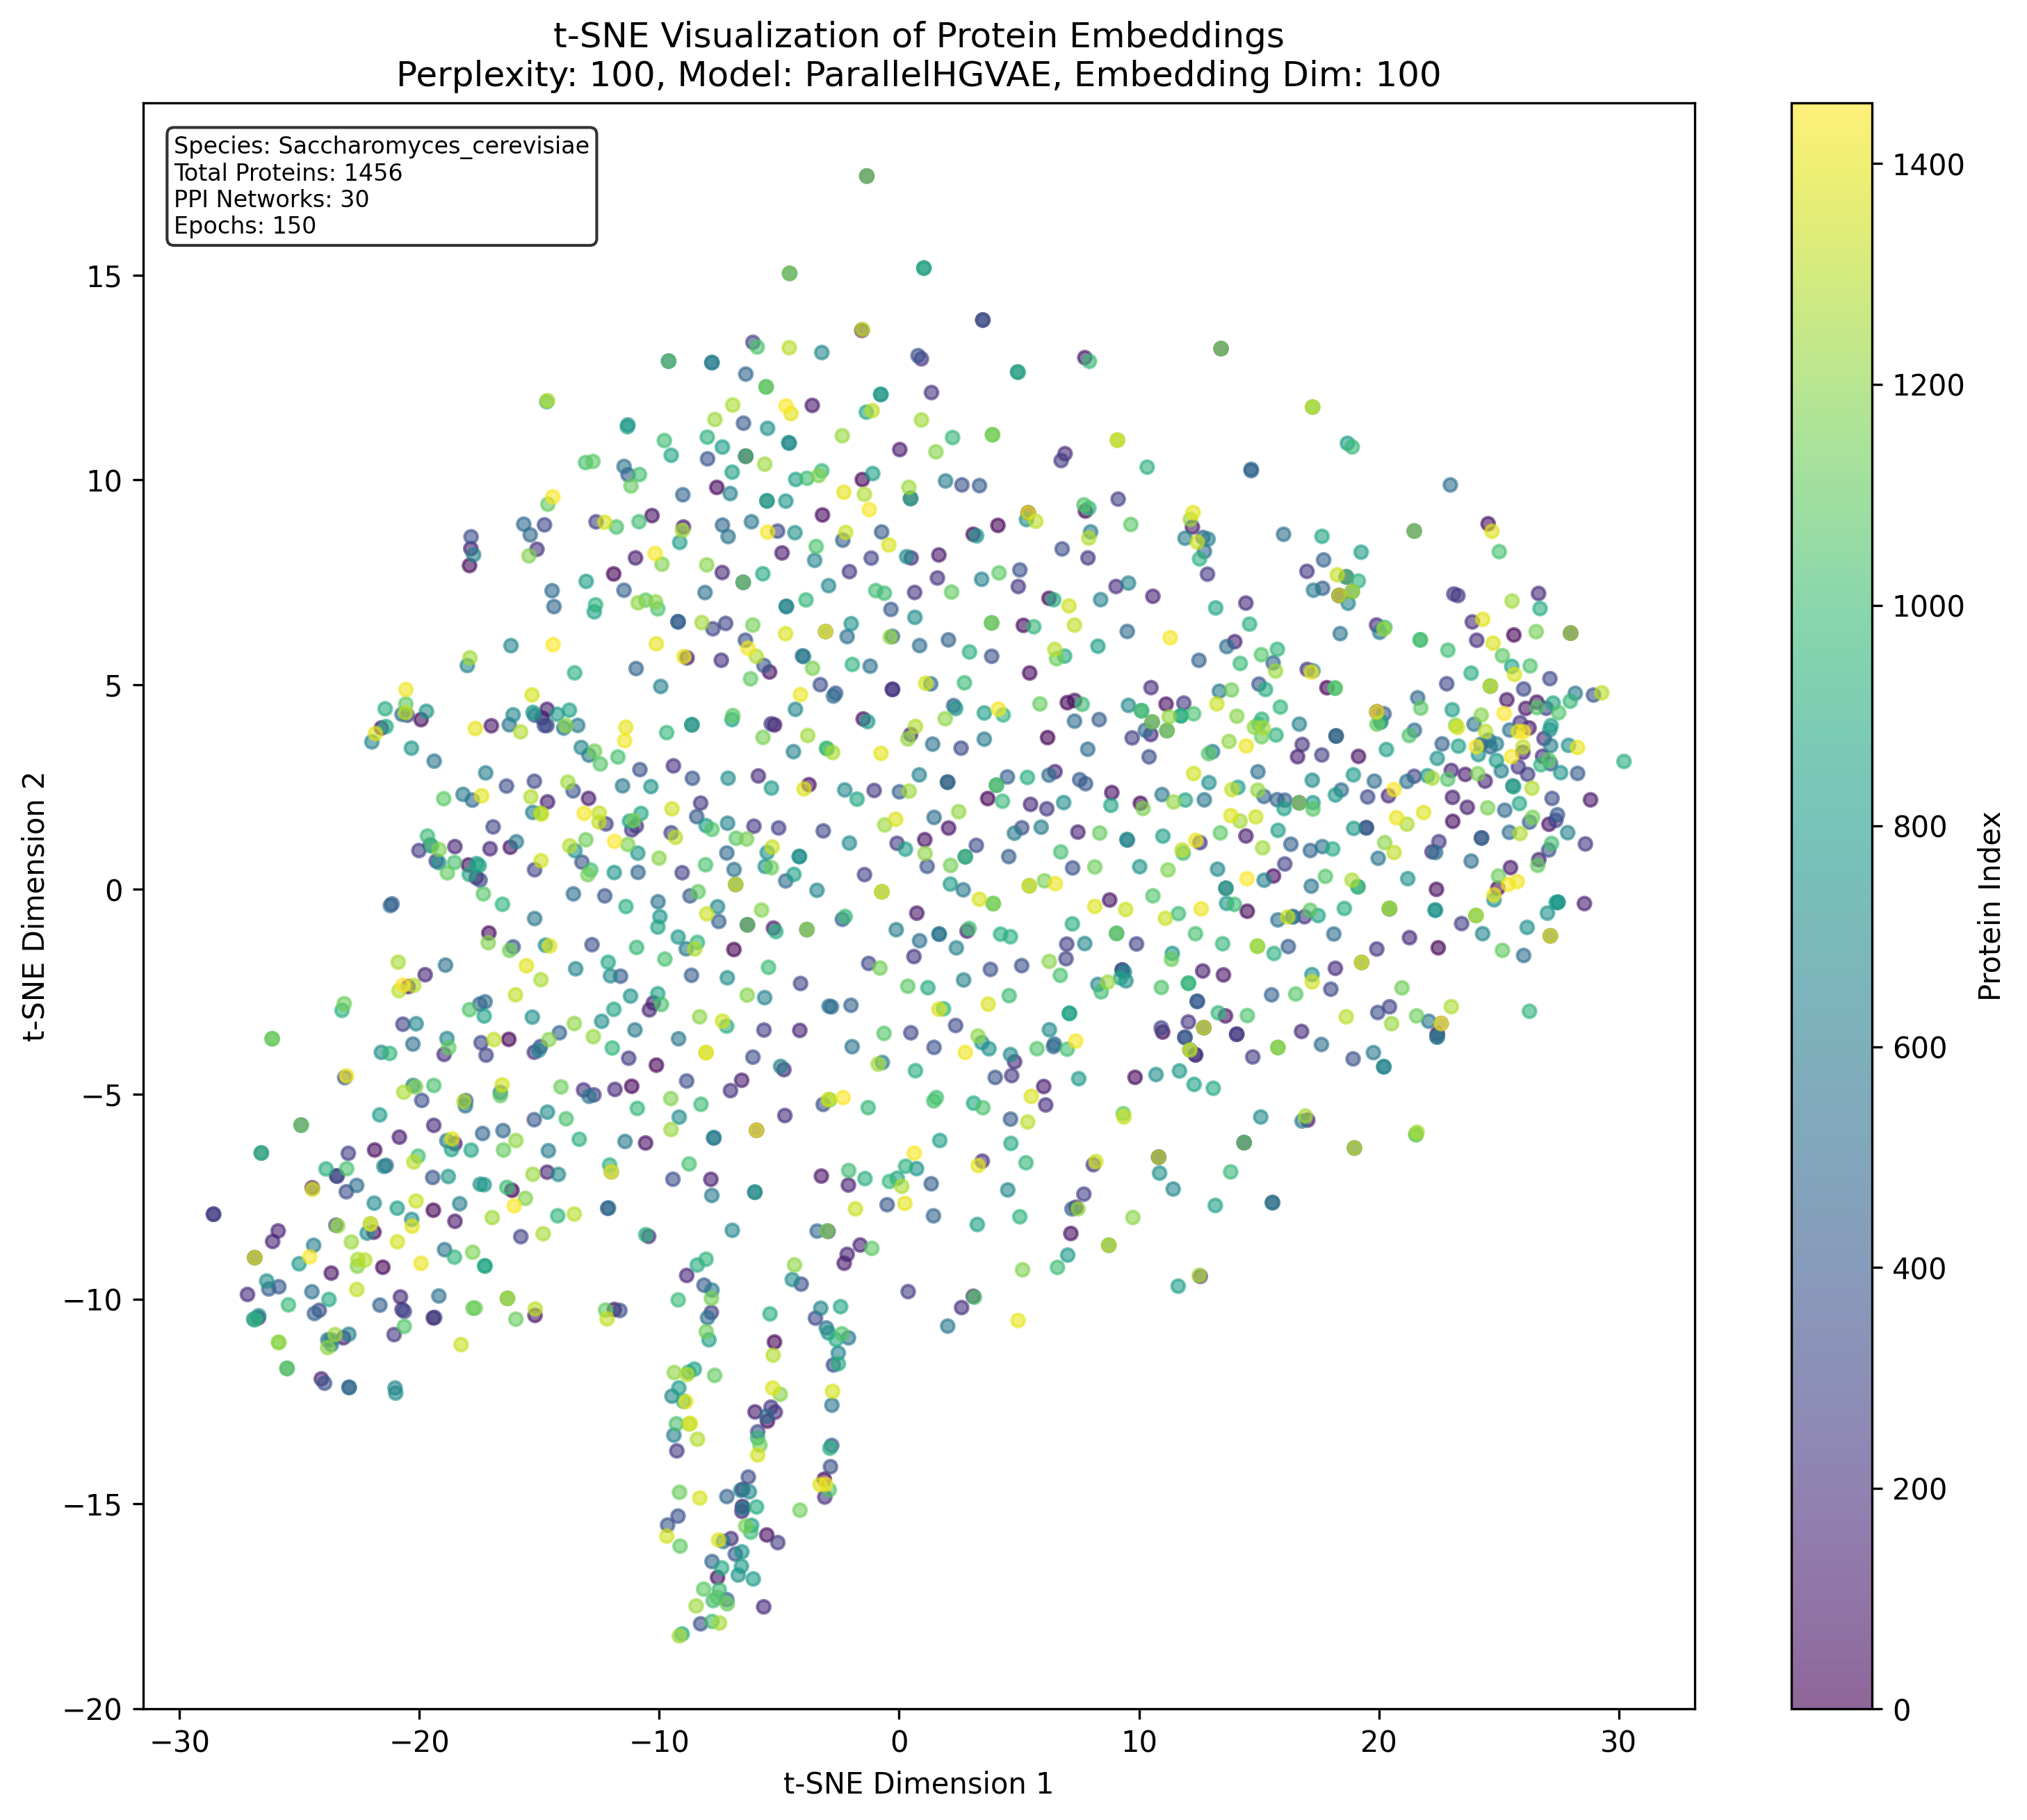 t-SNE Visualization of Protein Embeddings
Perplexity: 100, Model: ParallelHGVAE, Embedding Dim: 100
Species: Saccharomyces_cerevisiae
Total Proteins: 1456
PPI Networks: 30
Epochs: 150
15
10
5
0
−5
−10
−15
−20
t-SNE Dimension 2
−30
−20
−10
0
10
20
30
t-SNE Dimension 1
1400
1200
1000
800
600
400
200
0
Protein Index